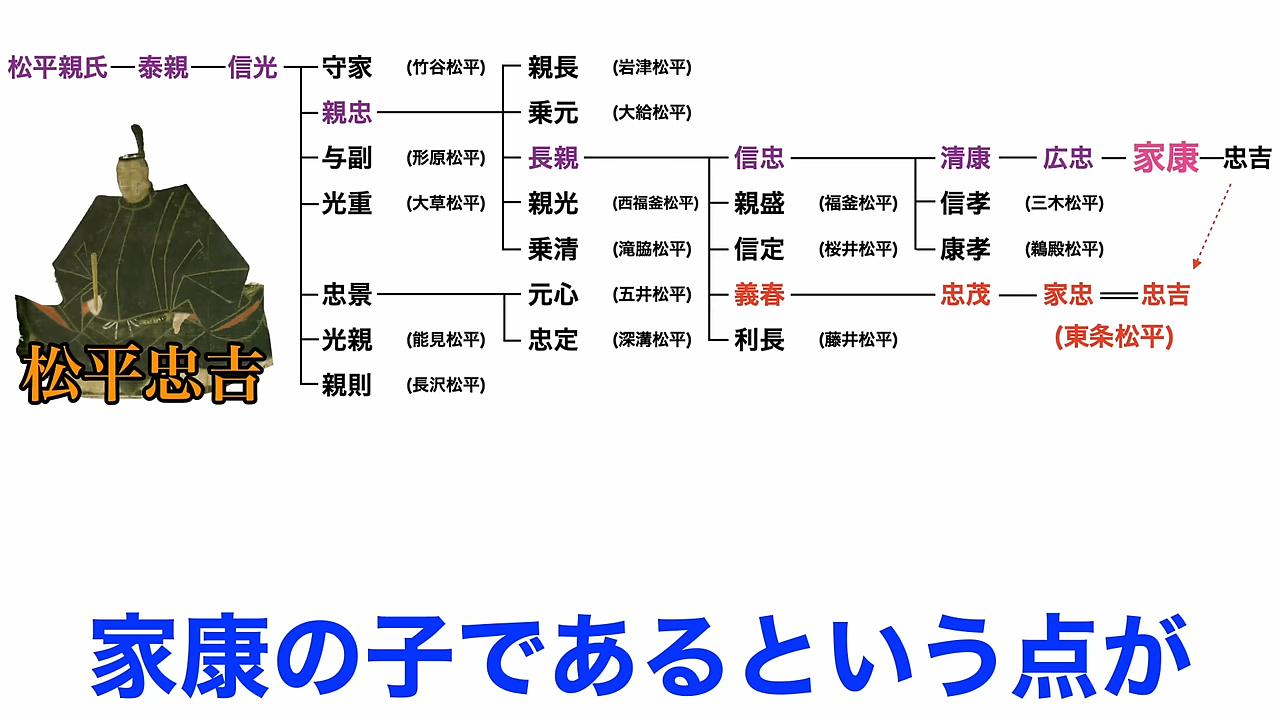 松平親氏 泰親 信光 守家 (竹谷松平) 親長 (岩津松平)
親忠 乗元 (大給松平)
与副 (形原松平) 長親 信忠 清康 広忠 家康 忠吉
光重 (大草松平) 親光 (西福釜松平) 親盛 (福釜松平) 信孝 (三木松平)
乗清 (滝脇松平) 信定 (桜井松平) 康孝 (鵜殿松平)
忠景 元心 (五井松平) 義春 忠茂 家忠 忠吉
光親 (能見松平) 忠定 (深溝松平) 利長 (藤井松平) (東条松平)
親則 (長沢松平)
松平忠吉
家康の子であるという点が